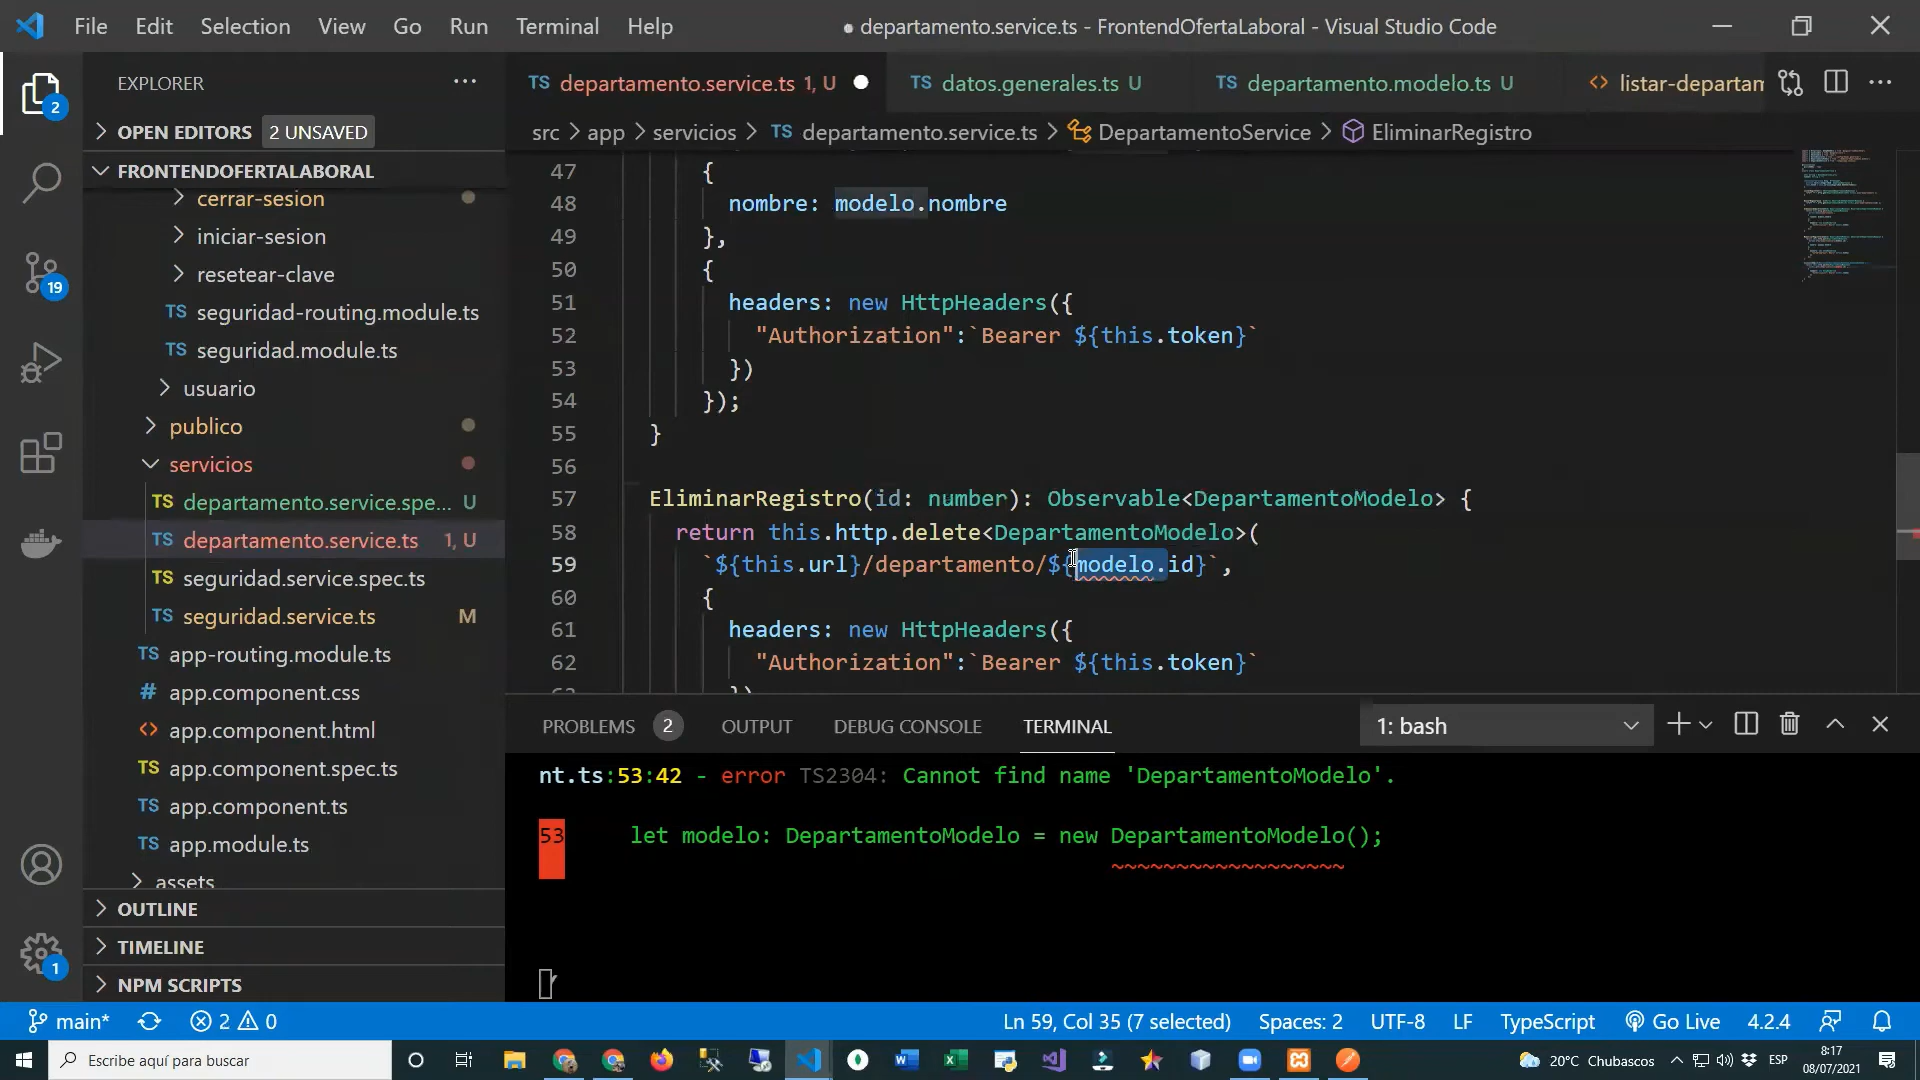 File Edit Selection View Go Run Terminal Help
● departamento.service.ts - FrontendOfertaLaboral - Visual Studio Code
EXPLORER
OPEN EDITORS 2 UNSAVED
FRONTENDOFERTALABORAL
cerrar-sesion
iniciar-sesion
resetear-clave
TS seguridad-routing.module.ts
TS seguridad.module.ts
usuario
publico
servicios
TS departamento.service.spe... U
TS departamento.service.ts 1, U
TS seguridad.service.spec.ts
TS seguridad.service.ts M
TS app-routing.module.ts
# app.component.css
<> app.component.html
TS app.component.spec.ts
TS app.component.ts
TS app.module.ts
assets
OUTLINE
TIMELINE
NPM SCRIPTS
2
19
1
TS departamento.service.ts 1, U ● TS datos.generales.ts U TS departamento.modelo.ts U <> listar-departam
src > app > servicios > TS departamento.service.ts > DepartamentoService > EliminarRegistro
47 {
48 nombre: modelo.nombre
49 },
50 {
51 headers: new HttpHeaders({
52 "Authorization":`Bearer ${this.token}`
53 })
54 });
55 }
56
57 EliminarRegistro(id: number): Observable<DepartamentoModelo> {
58 return this.http.delete<DepartamentoModelo>(
59 `${this.url}/departamento/${modelo.id}`,
60 {
61 headers: new HttpHeaders({
62 "Authorization":`Bearer ${this.token}`
63 })
PROBLEMS 2 OUTPUT DEBUG CONSOLE TERMINAL 1: bash
nt.ts:53:42 - error TS2304: Cannot find name 'DepartamentoModelo'.
53 let modelo: DepartamentoModelo = new DepartamentoModelo();
~~~~~~~~~~~~~~~~~~
main* 2 0 Ln 59, Col 35 (7 selected) Spaces: 2 UTF-8 LF TypeScript Go Live 4.2.4
Escribe aquí para buscar
20°C Chubascos ESP
8:17
08/07/2021